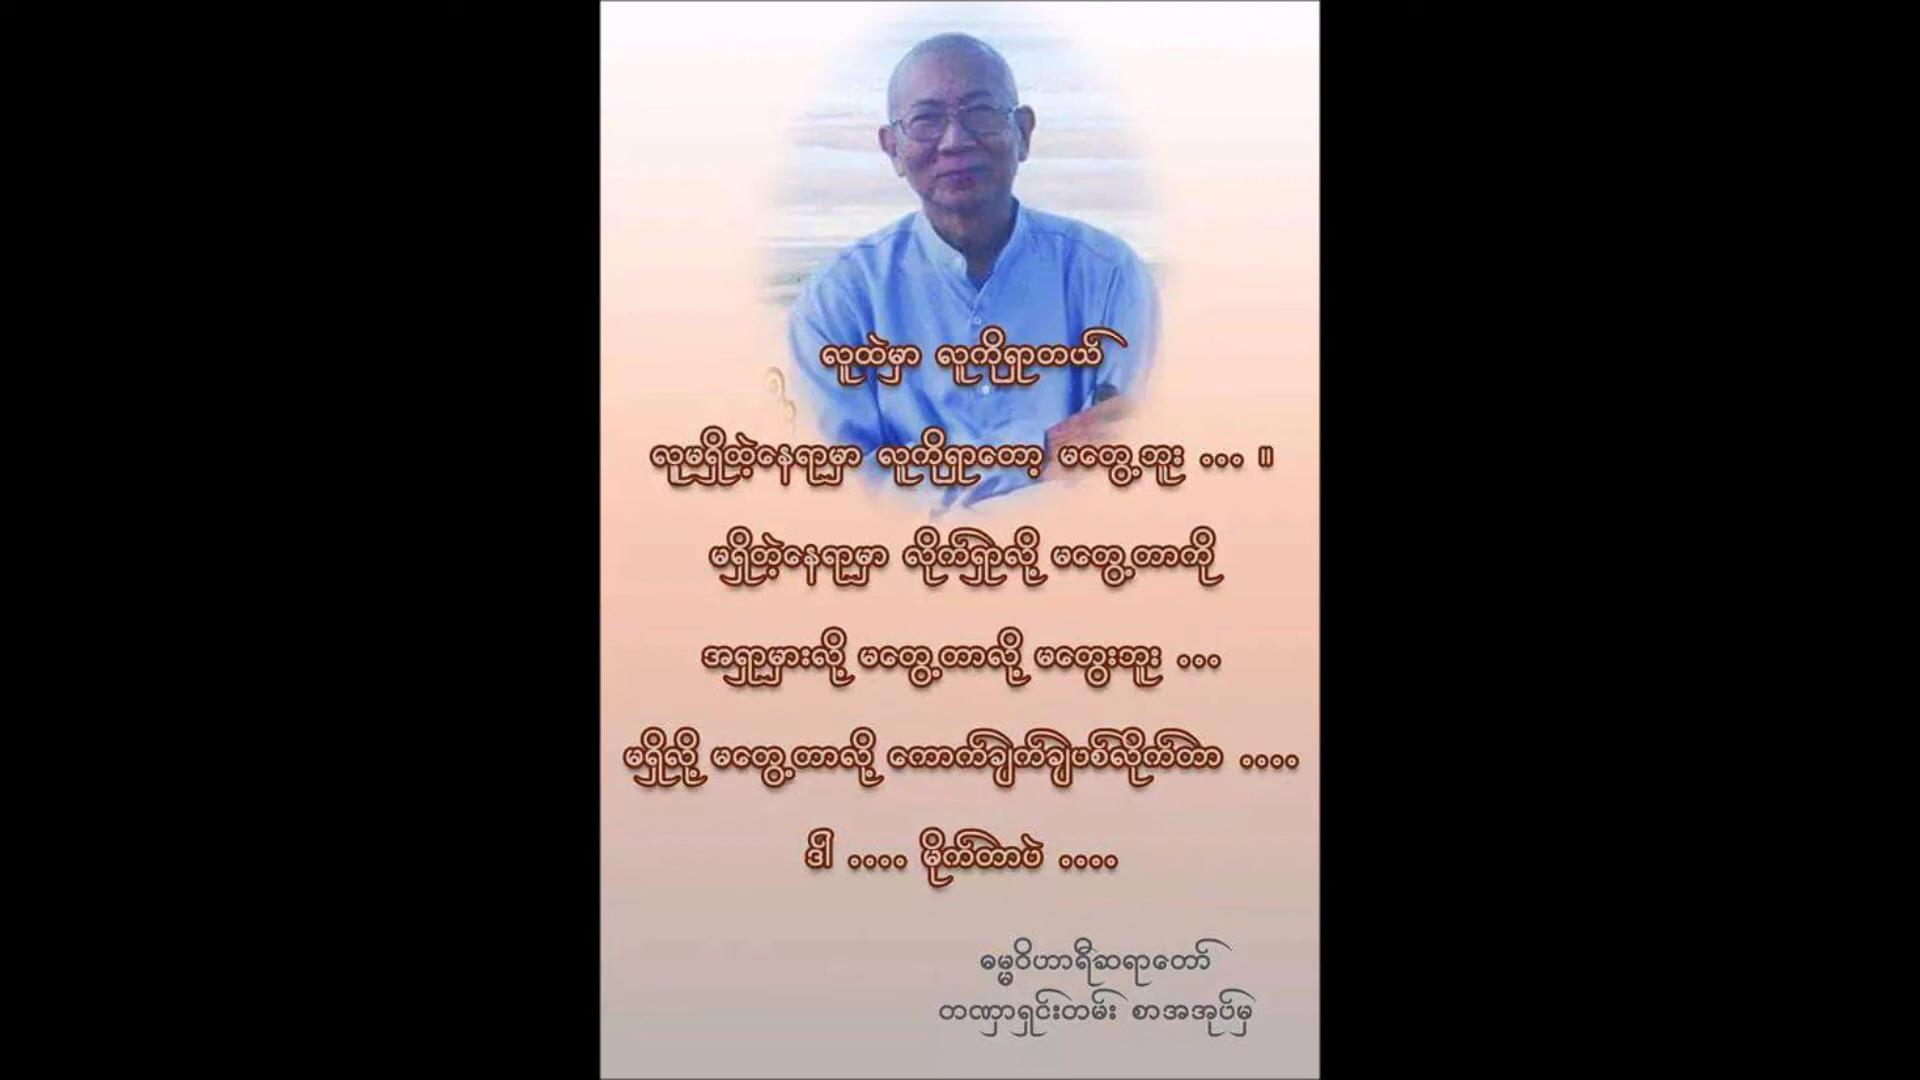 လူထဲမှာ လူကိုရှာတယ်
လူမရှိထဲ့နေရာမှာ လူကိုရှာတော့ မတွေ့ဘူး ... ။
မရှိတဲ့နေရာမှာ လိုက်ရှာလို့ မတွေ့တာကို
အရှာမှားလို့ မတွေ့တာလို့ မတွေးဘူး ...
မရှိလို့ မတွေ့တာလို့ ကောက်ချက်ချပစ်လိုက်တာ ....
ဒါ .... မိုက်တာပဲ ....
ဓမ္မဝိဟာရီဆရာတော်
တဏှာရှင်းတမ်း စာအအုပ်မှ